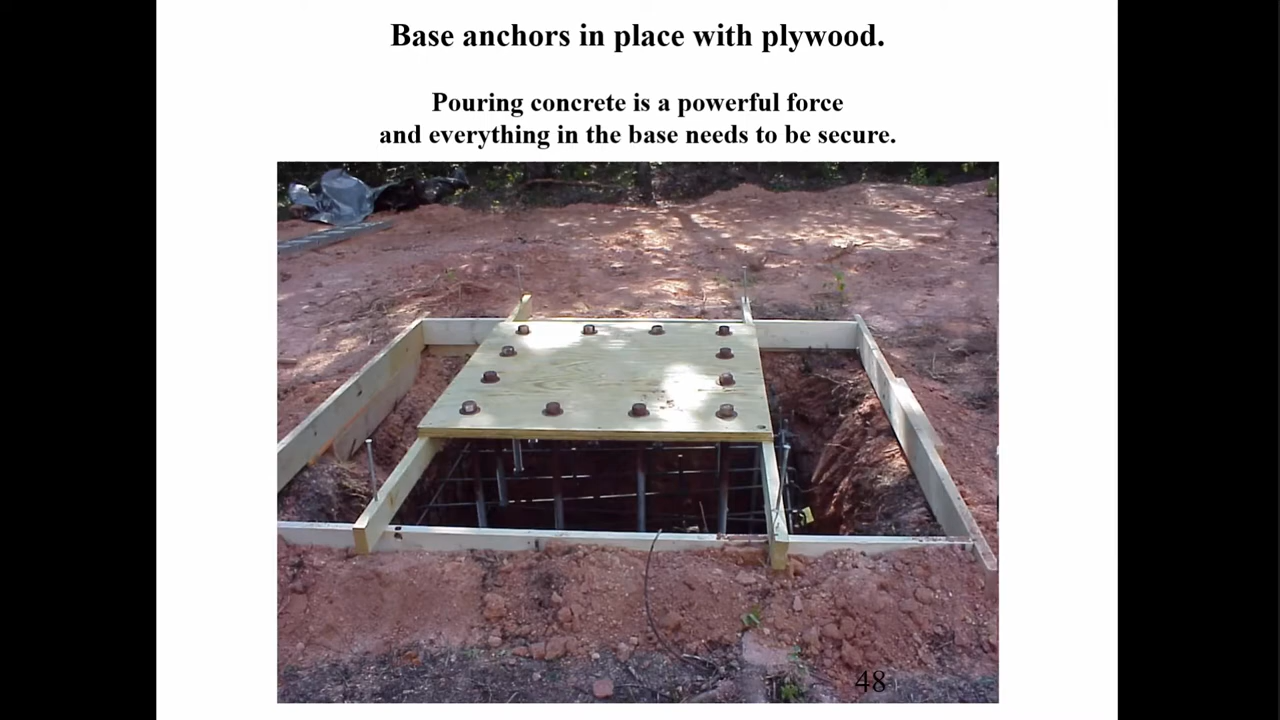 Base anchors in place with plywood.
Pouring concrete is a powerful force
and everything in the base needs to be secure.
48